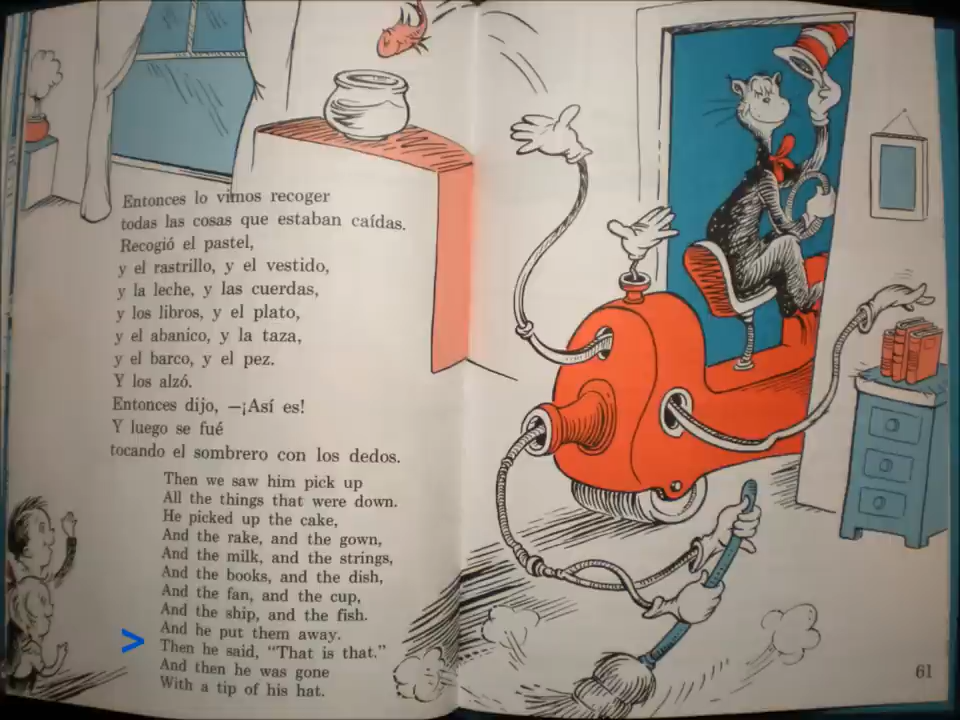 Entonces lo vimos recoger
todas las cosas que estaban caídas.
Recogió el pastel,
y el rastrillo, y el vestido,
y la leche, y las cuerdas,
y los libros, y el plato,
y el abanico, y la taza,
y el barco, y el pez.
Y los alzó.
Entonces dijo, —¡Así es!
Y luego se fué
tocando el sombrero con los dedos.
Then we saw him pick up
All the things that were down.
He picked up the cake,
And the rake, and the gown,
And the milk, and the strings,
And the books, and the dish,
And the fan, and the cup,
And the ship, and the fish.
And he put them away.
> Then he said, “That is that.”
And then he was gone
With a tip of his hat.
61